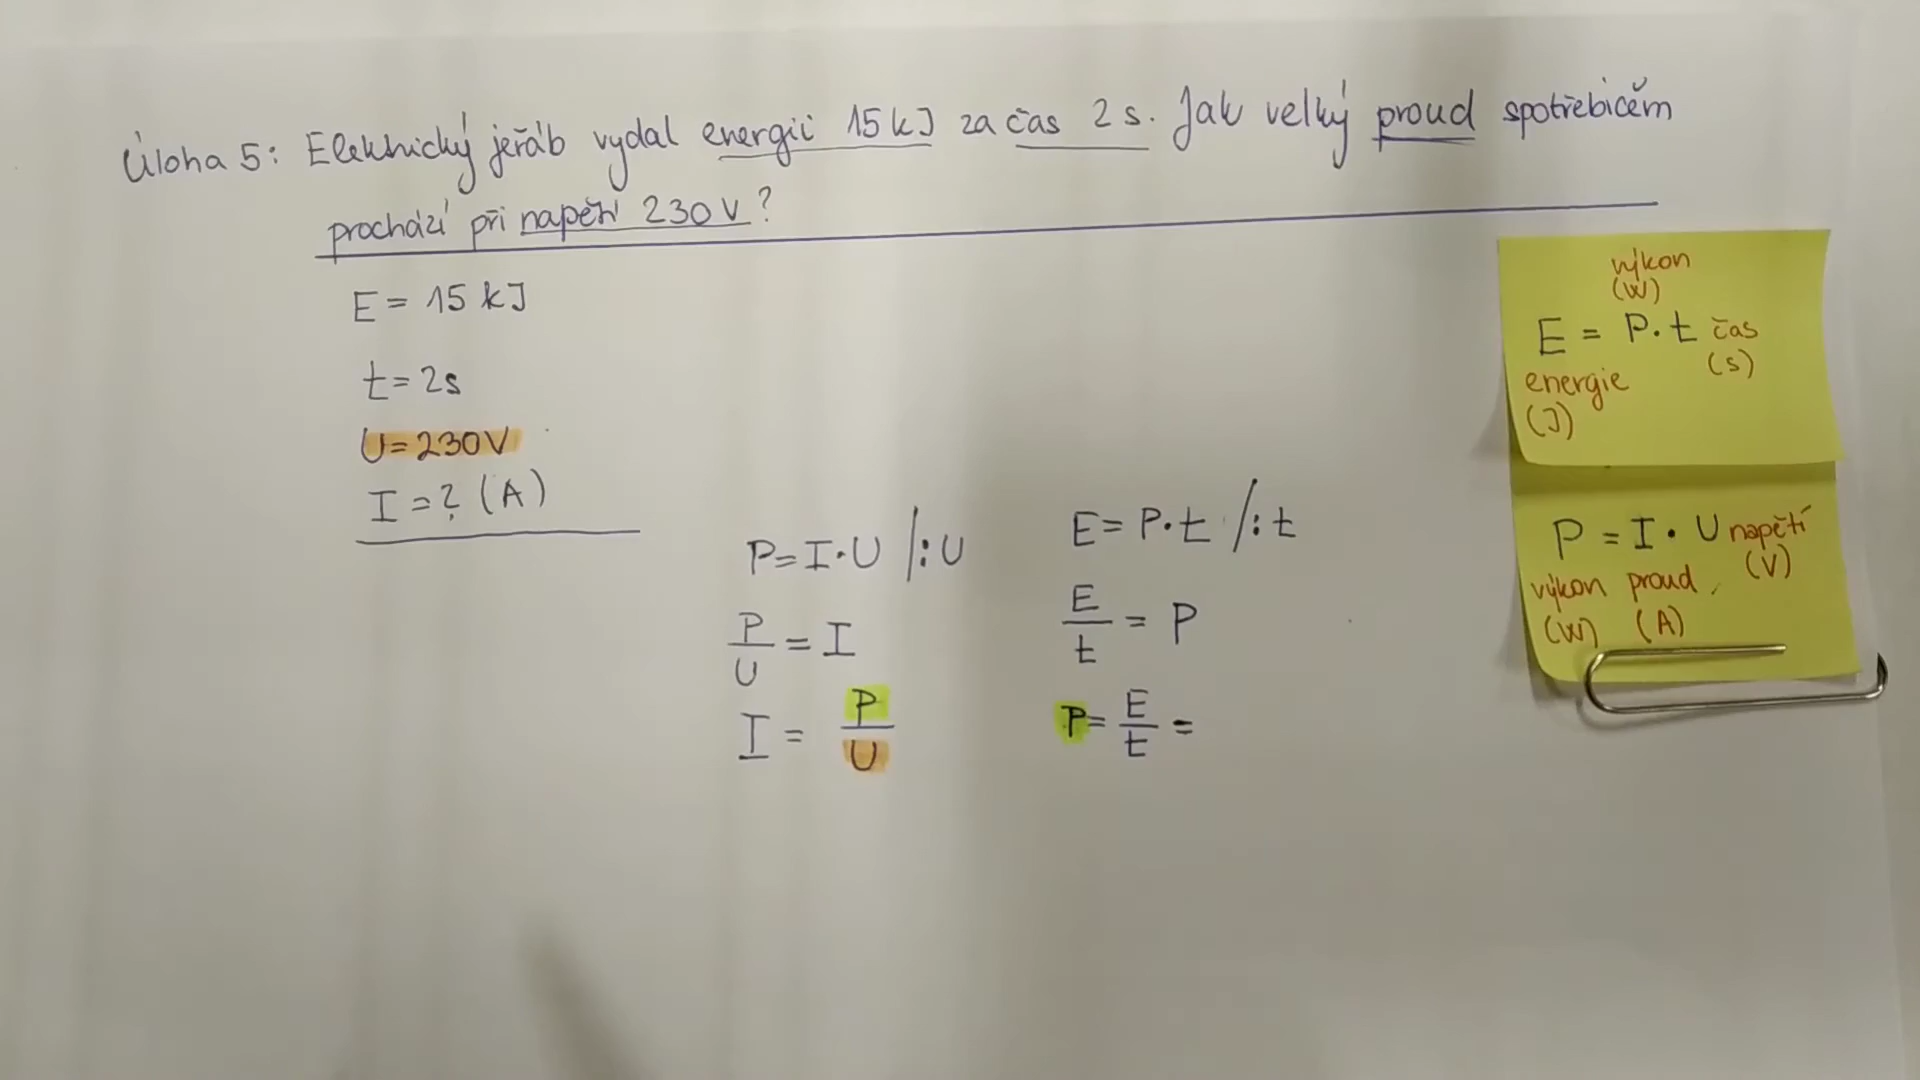 Úloha 5: Elektrický jeřáb vydal energii 15 kJ za čas 2 s. Jak velký proud spotřebičem
prochází při napětí 230 V?
E = 15 kJ
t = 2s
U = 230V
I = ? (A)
P = I · U /: U
P/U = I
I = P/U
E = P · t /: t
E/t = P
P = E/t =
výkon
(W)
E = P · t čas
(s)
energie
(J)
P = I · U napětí
(V)
výkon proud
(W) (A)